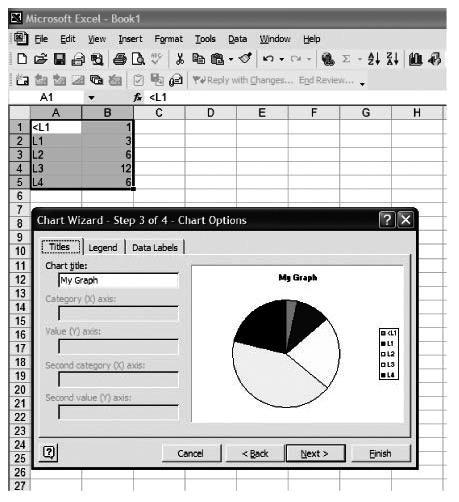 Microsoft Excel - Book1
File Edit View Insert Format Tools Data Window Help
Reply with Changes... End Review...
A1 fx <L1
A B C D E F G H
1 <L1 1
2 L1 3
3 L2 6
4 L3 12
5 L4 6
6
7
8
9
10
11
12
13
14
15
16
17
18
19
20
21
22
23
24
25
26
27
Chart Wizard - Step 3 of 4 - Chart Options ? X
Titles Legend Data Labels
Chart title:
My Graph
Category (X) axis:
Value (Y) axis:
Second category (X) axis:
Second value (Y) axis:
My Graph
<L1
L1
L2
L3
L4
? Cancel < Back Next > Finish